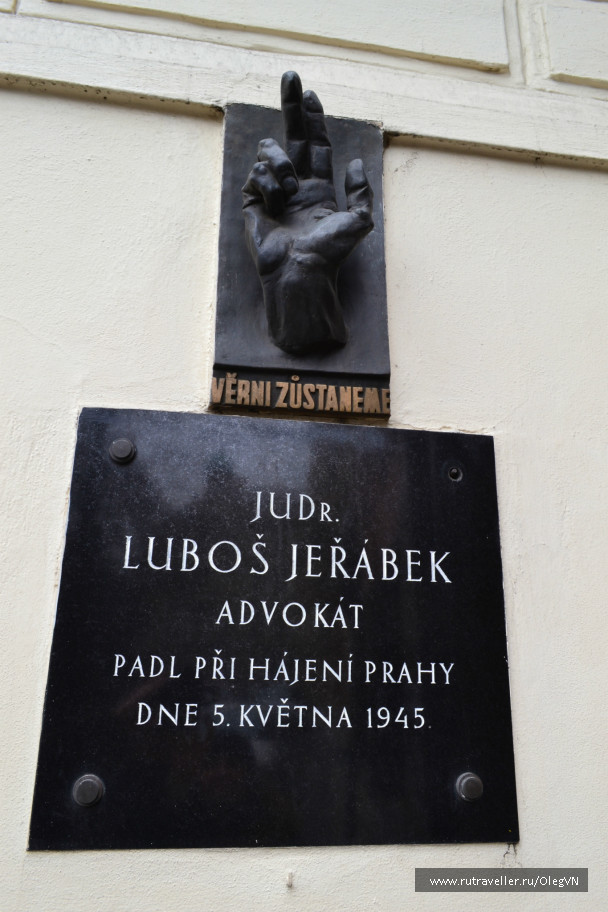 VĚRNI ZŮSTANEME
JUDR.
LUBOŠ JEŘÁBEK
ADVOKÁT
PADL PŘI HÁJENÍ PRAHY
DNE 5. KVĚTNA 1945.
www.rutraveller.ru/OlegVN